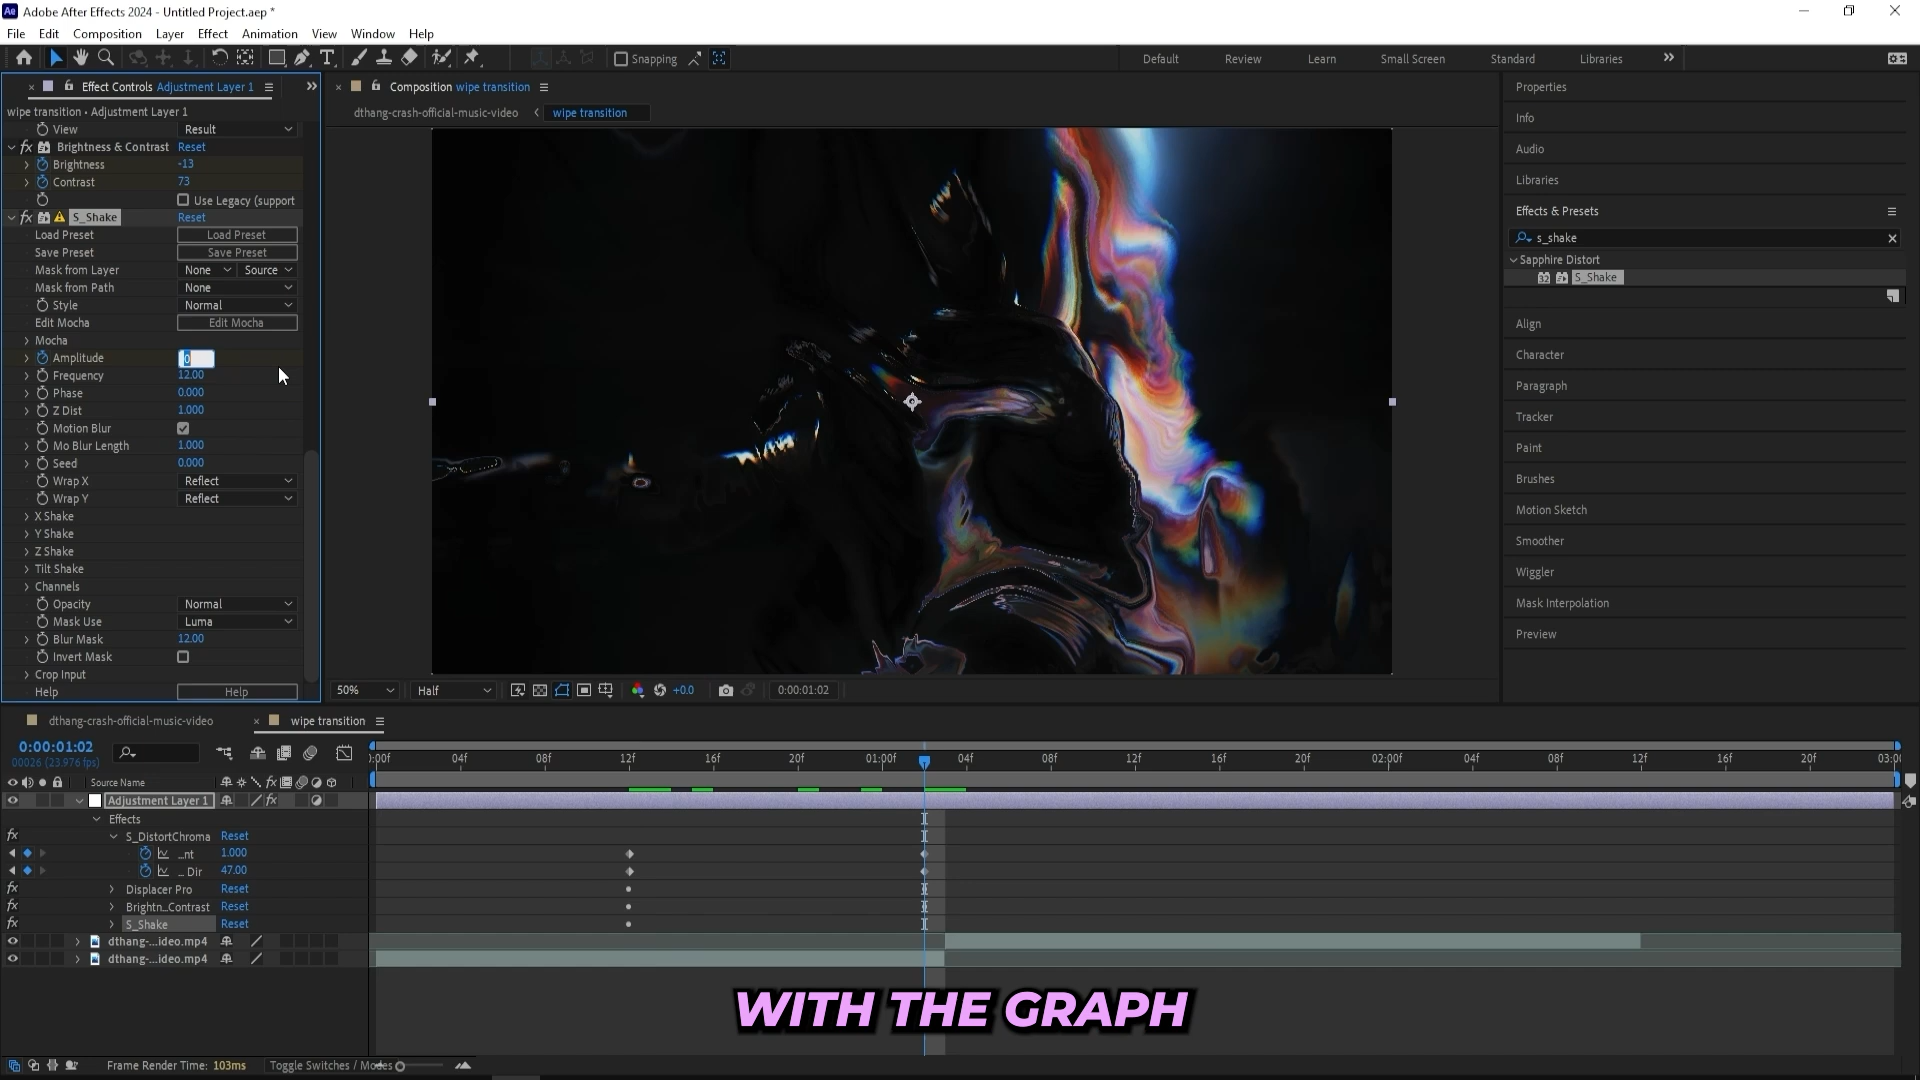 Adobe After Effects 2024 - Untitled Project.aep *
File Edit Composition Layer Effect Animation View Window Help
Snapping
Default Review Learn Small Screen Standard Libraries
Effect Controls Adjustment Layer 1
wipe transition • Adjustment Layer 1
View Result
Brightness & Contrast Reset
Brightness -13
Contrast 73
Use Legacy (support
S_Shake Reset
Load Preset Load Preset
Save Preset Save Preset
Mask from Layer None Source
Mask from Path None
Style Normal
Edit Mocha Edit Mocha
Mocha
Amplitude 0
Frequency 12.00
Phase 0.000
Z Dist 1.000
Motion Blur
Mo Blur Length 1.000
Seed 0.000
Wrap X Reflect
Wrap Y Reflect
X Shake
Y Shake
Z Shake
Tilt Shake
Channels
Opacity Normal
Mask Use Luma
Blur Mask 12.00
Invert Mask
Crop Input
Help Help
Composition wipe transition
dthang-crash-official-music-video wipe transition
50% Half +0.0 0:00:01:02
Properties
Info
Audio
Libraries
Effects & Presets
s_shake
Sapphire Distort
32 S_Shake
Align
Character
Paragraph
Tracker
Paint
Brushes
Motion Sketch
Smoother
Wiggler
Mask Interpolation
Preview
dthang-crash-official-music-video wipe transition
0:00:01:02
00026 (23.976 fps)
:00f 04f 08f 12f 16f 20f 01:00f 04f 08f 12f 16f 20f 02:00f 04f 08f 12f 16f 20f 03:0
Source Name
Adjustment Layer 1
Effects
S_DistortChroma Reset
...nt 1.000
... Dir 47.00
Displacer Pro Reset
Brightn...Contrast Reset
S_Shake Reset
dthang-...ideo.mp4
dthang-...ideo.mp4
WITH THE GRAPH
Frame Render Time: 103ms Toggle Switches / Modes